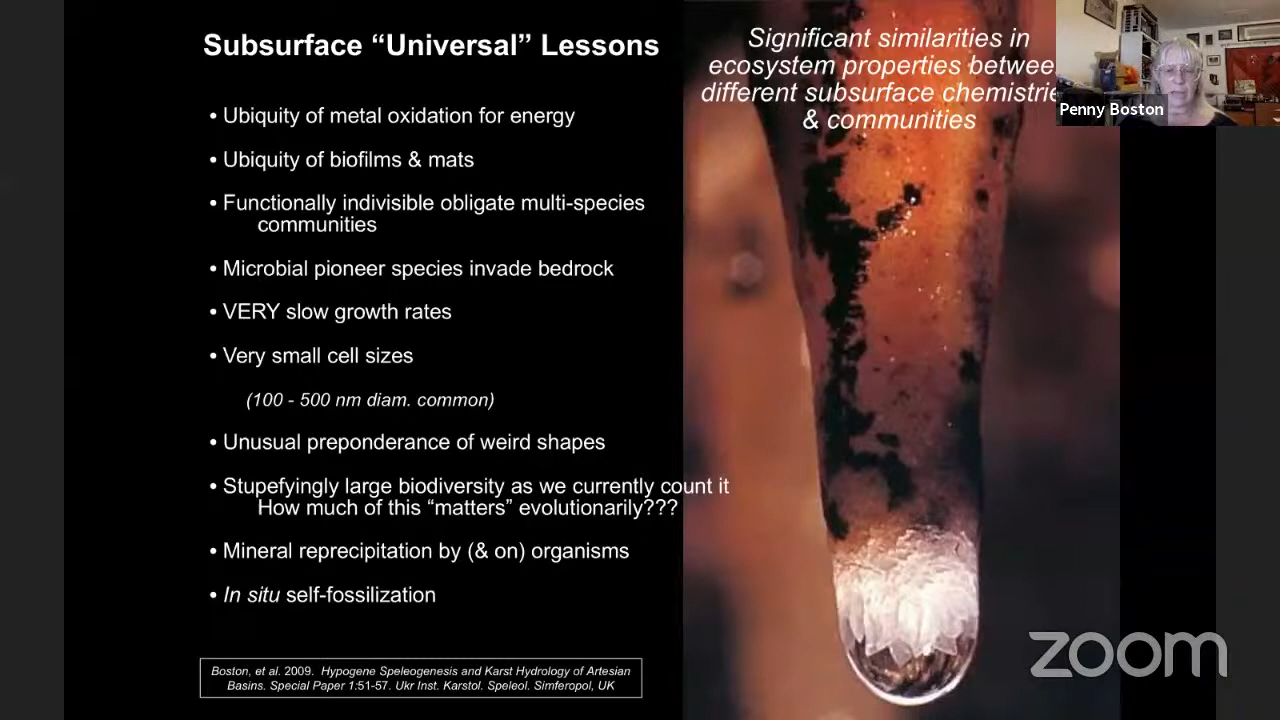 Subsurface “Universal” Lessons
• Ubiquity of metal oxidation for energy
• Ubiquity of biofilms & mats
• Functionally indivisible obligate multi-species
communities
• Microbial pioneer species invade bedrock
• VERY slow growth rates
• Very small cell sizes
(100 - 500 nm diam. common)
• Unusual preponderance of weird shapes
• Stupefyingly large biodiversity as we currently count it
How much of this “matters” evolutionarily???
• Mineral reprecipitation by (& on) organisms
• In situ self-fossilization
Boston, et al. 2009. Hypogene Speleogenesis and Karst Hydrology of Artesian
Basins. Special Paper 1:51-57. Ukr Inst. Karstol. Speleol. Simferopol, UK
Significant similarities in
ecosystem properties betwee
different subsurface chemistrie
& communities
Penny Boston
zoom